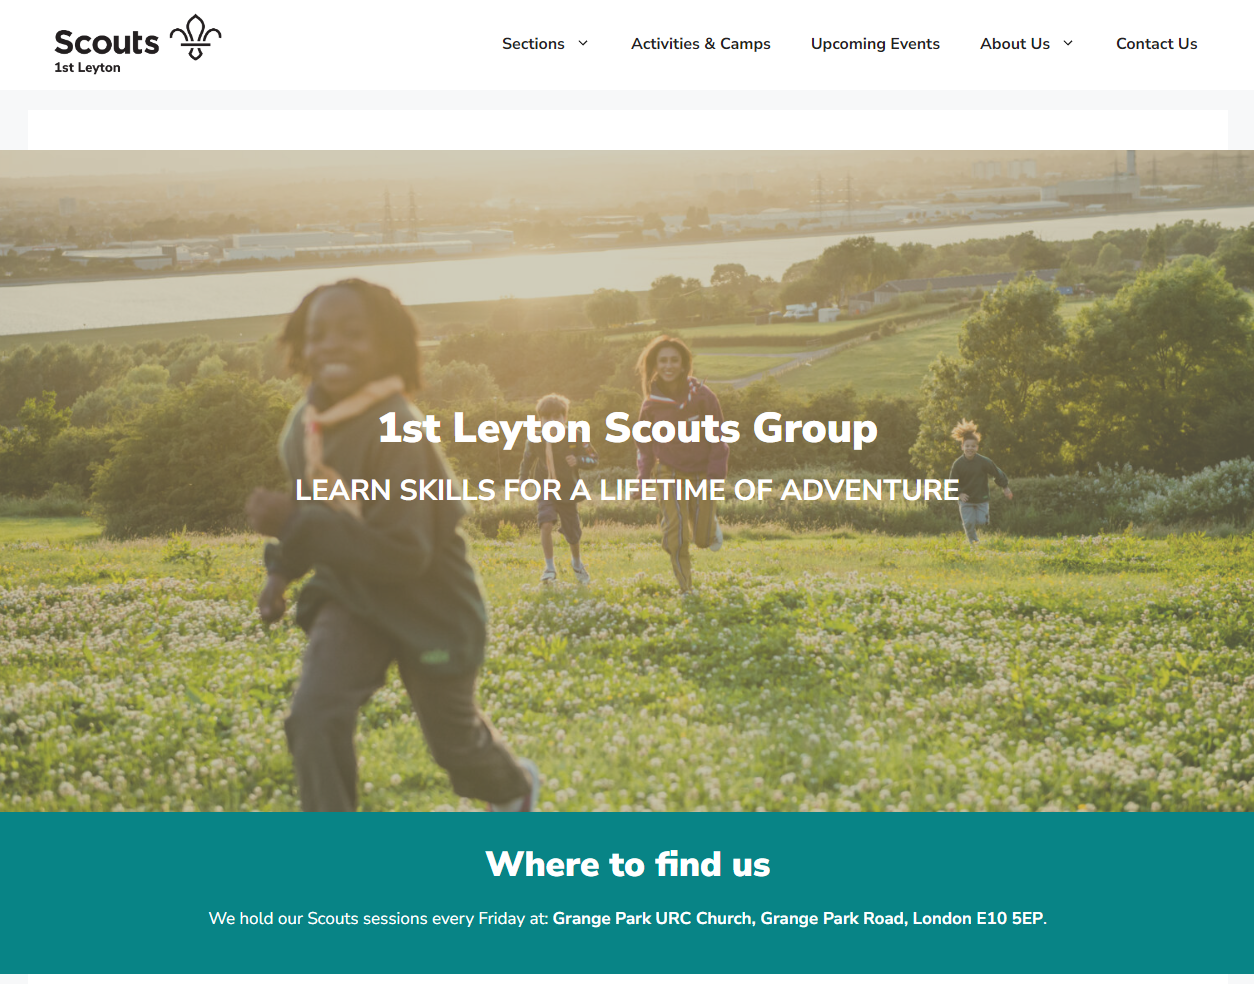 Scouts
1st Leyton
Sections
Activities & Camps
Upcoming Events
About Us
Contact Us
1st Leyton Scouts Group
LEARN SKILLS FOR A LIFETIME OF ADVENTURE
Where to find us
We hold our Scouts sessions every Friday at: Grange Park URC Church, Grange Park Road, London E10 5EP.